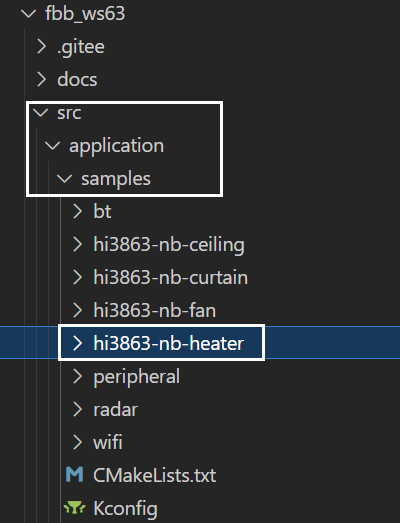 fbb_ws63
.gitee
docs
src
application
samples
bt
hi3863-nb-ceiling
hi3863-nb-curtain
hi3863-nb-fan
hi3863-nb-heater
peripheral
radar
wifi
CMakeLists.txt
Kconfig